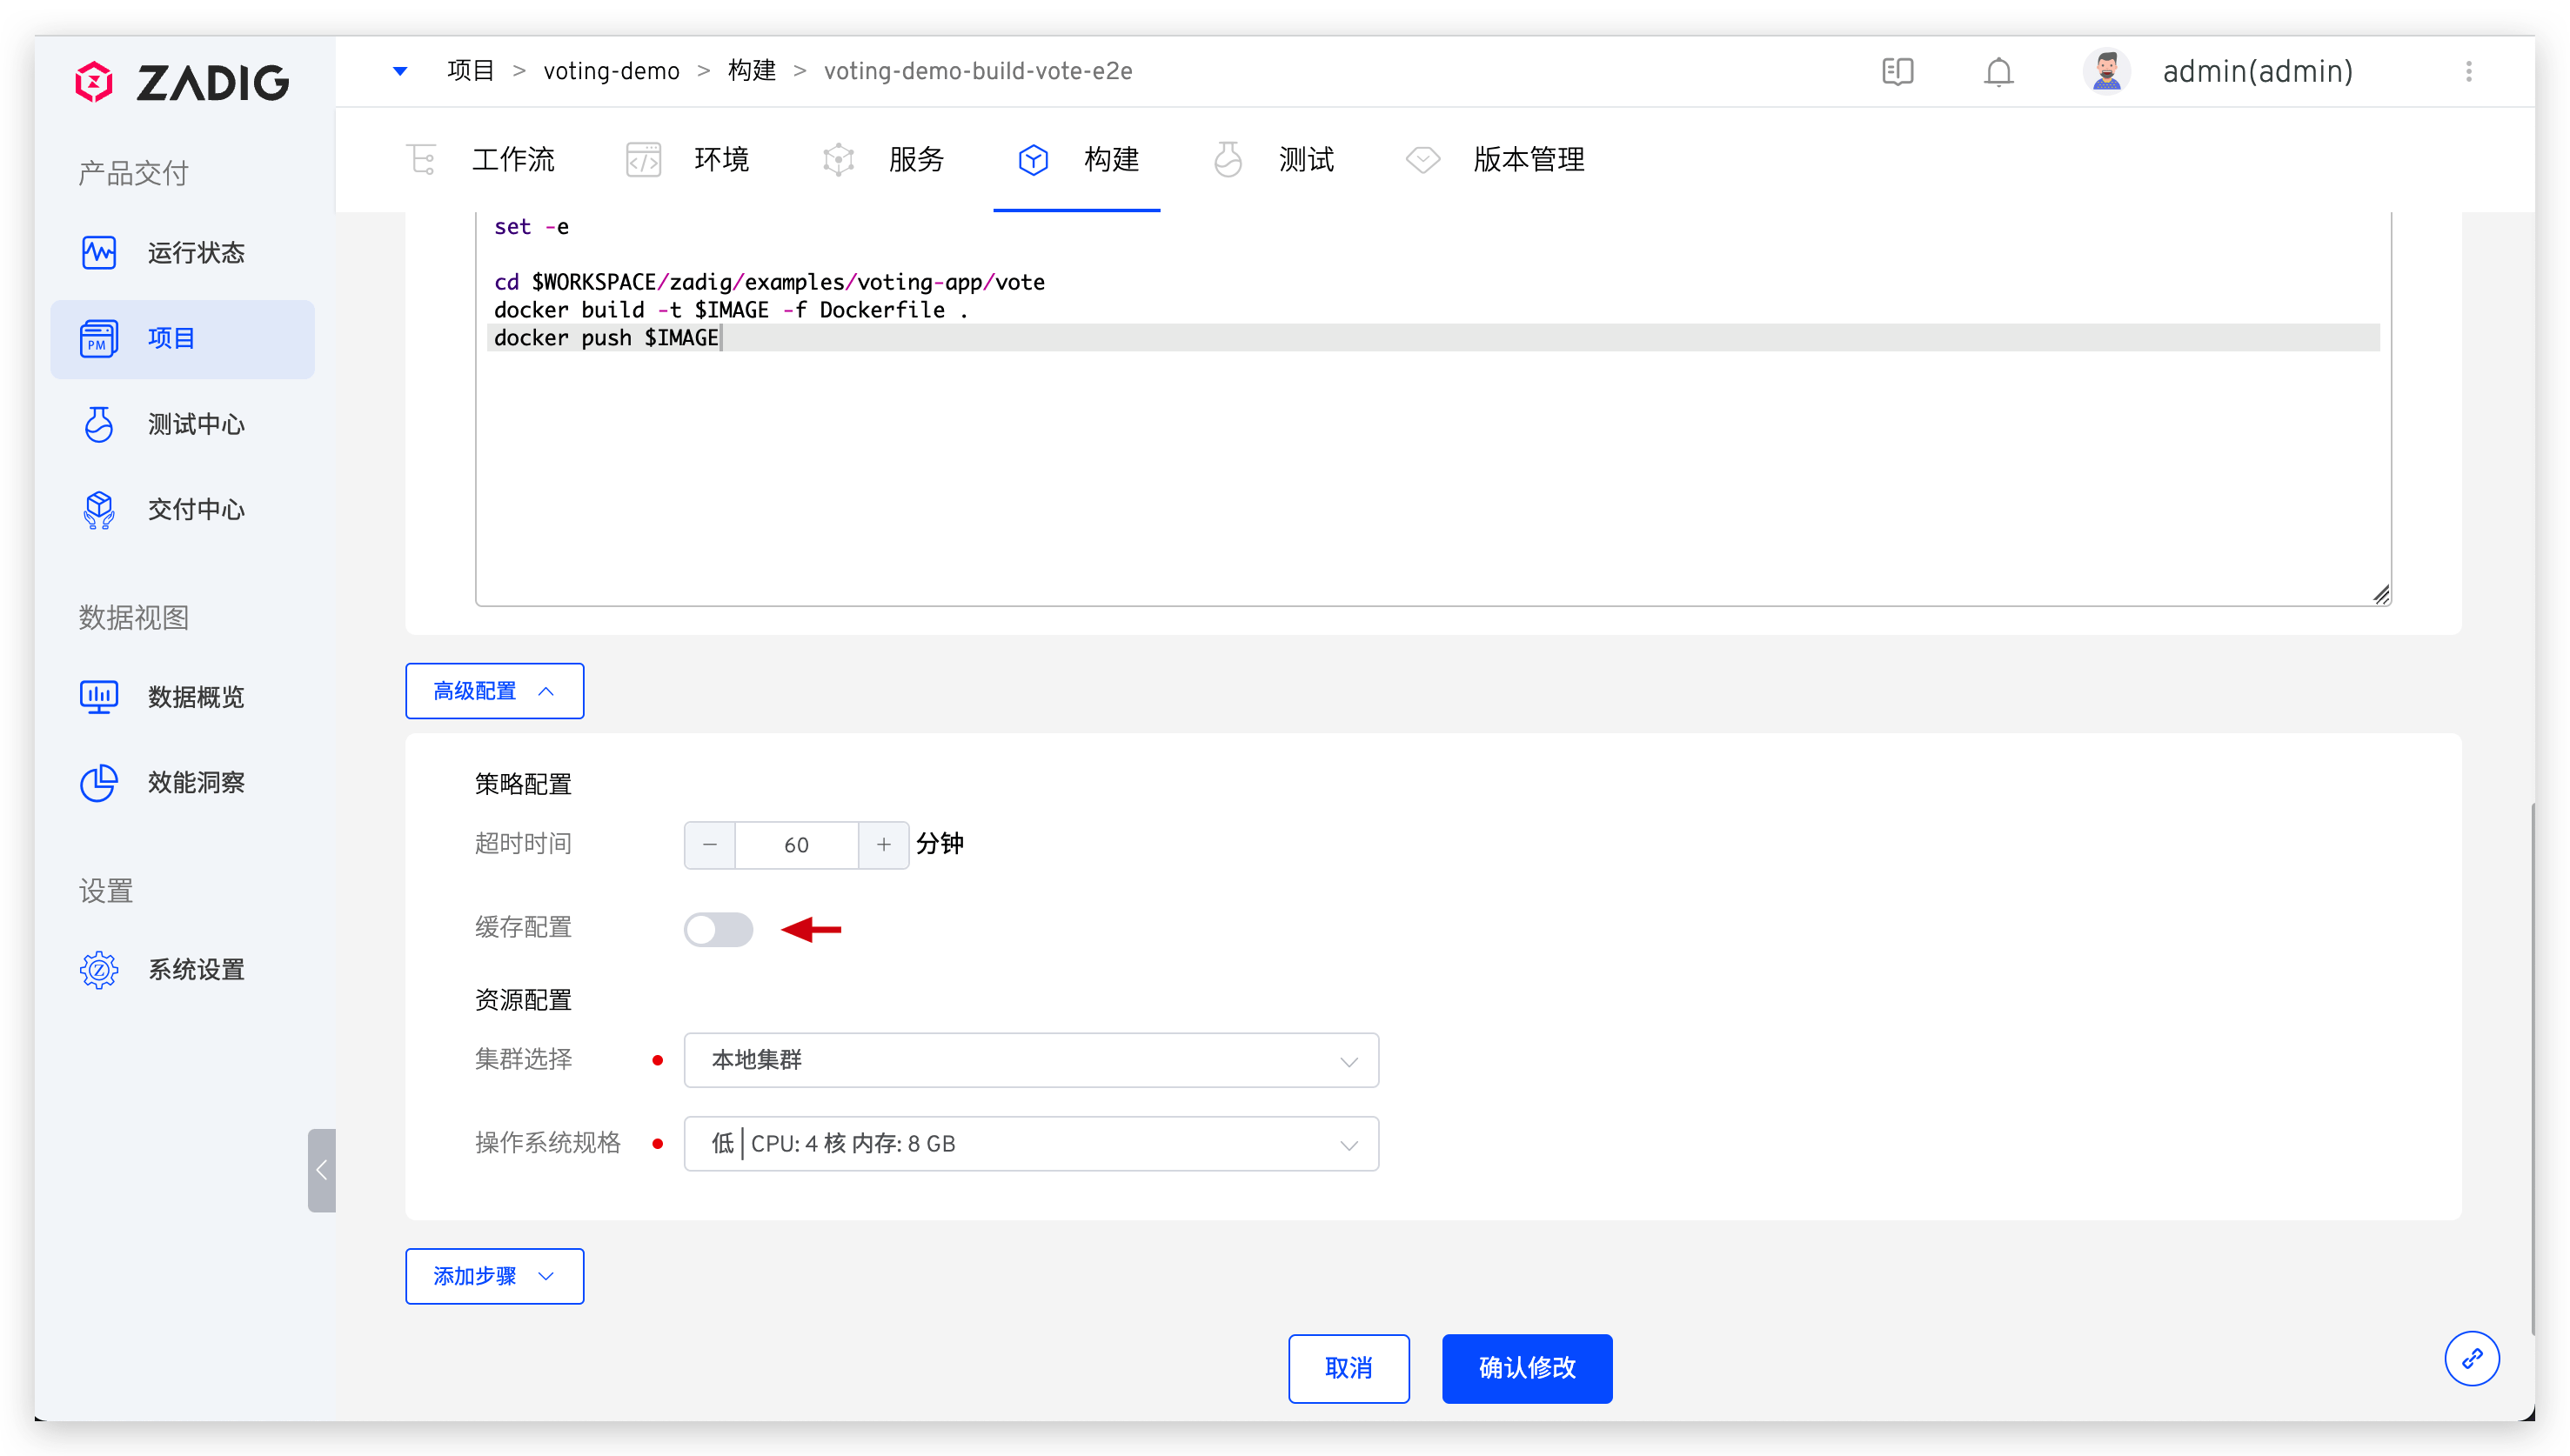 ZADIG
项目 > voting-demo > 构建 > voting-demo-build-vote-e2e
admin(admin)
工作流
环境
服务
构建
测试
版本管理
产品交付
运行状态
PM
项目
测试中心
交付中心
数据视图
数据概览
效能洞察
设置
Z
系统设置
set -e
cd $WORKSPACE/zadig/examples/voting-app/vote
docker build -t $IMAGE -f Dockerfile .
docker push $IMAGE
高级配置
策略配置
超时时间
− 60 + 分钟
缓存配置
资源配置
集群选择 本地集群
操作系统规格 低 | CPU: 4 核 内存: 8 GB
添加步骤
取消
确认修改